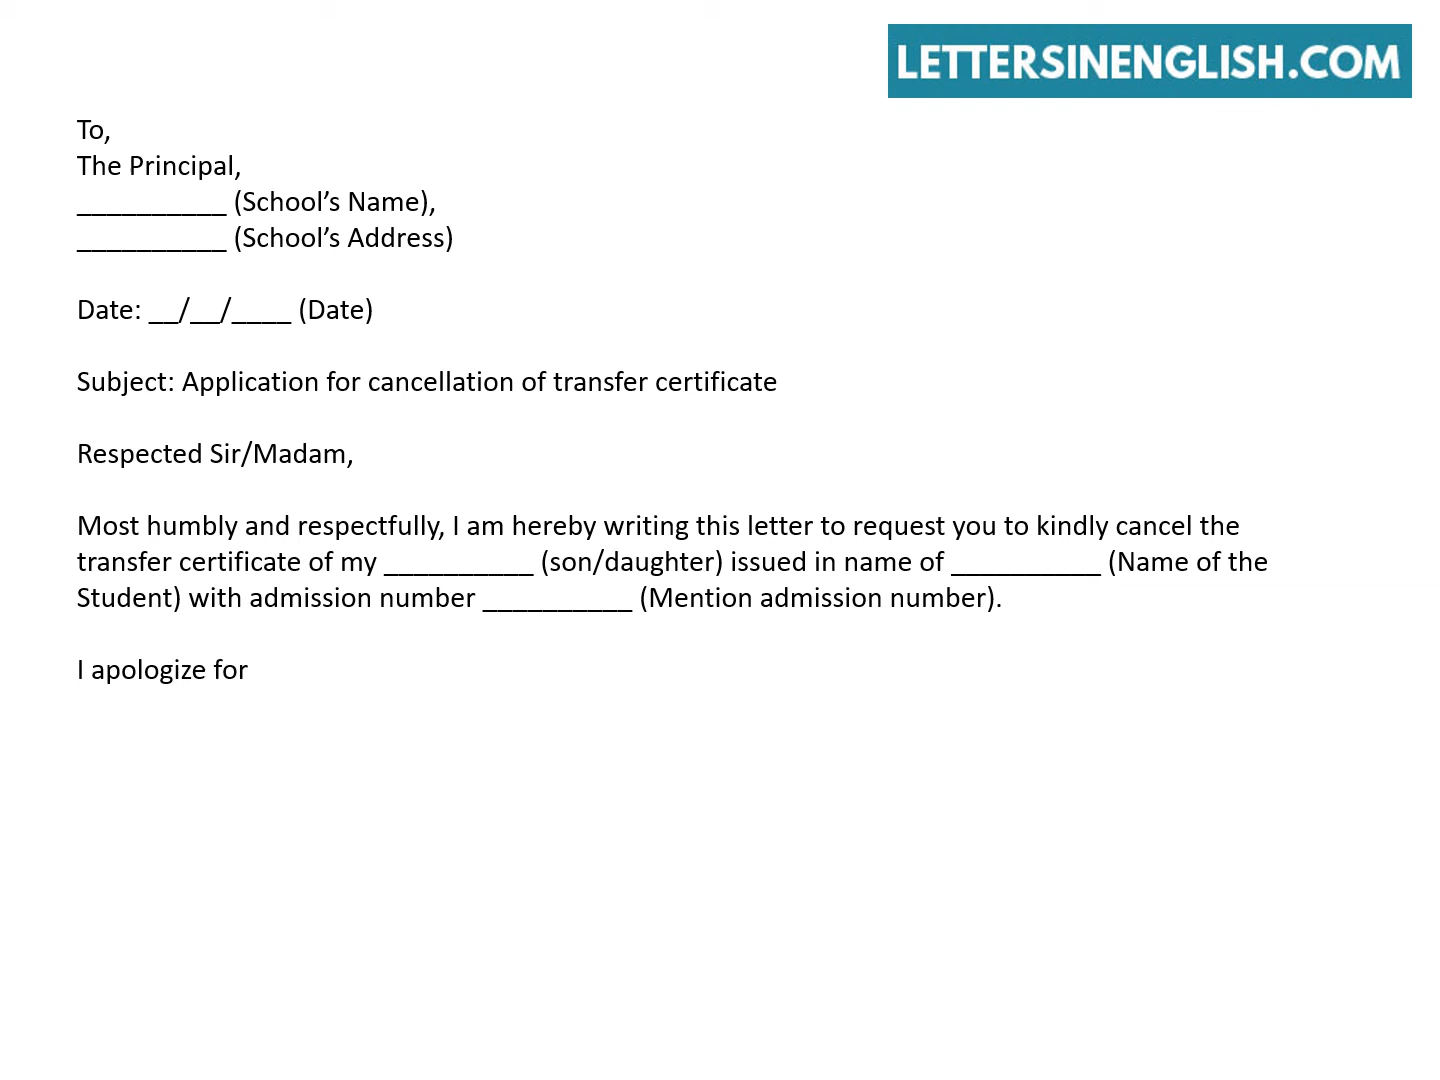 LETTERSINENGLISH.COM
To,
The Principal,
__________ (School’s Name),
__________ (School’s Address)
Date: __/__/____ (Date)
Subject: Application for cancellation of transfer certificate
Respected Sir/Madam,
Most humbly and respectfully, I am hereby writing this letter to request you to kindly cancel the
transfer certificate of my __________ (son/daughter) issued in name of __________ (Name of the
Student) with admission number __________ (Mention admission number).
I apologize for